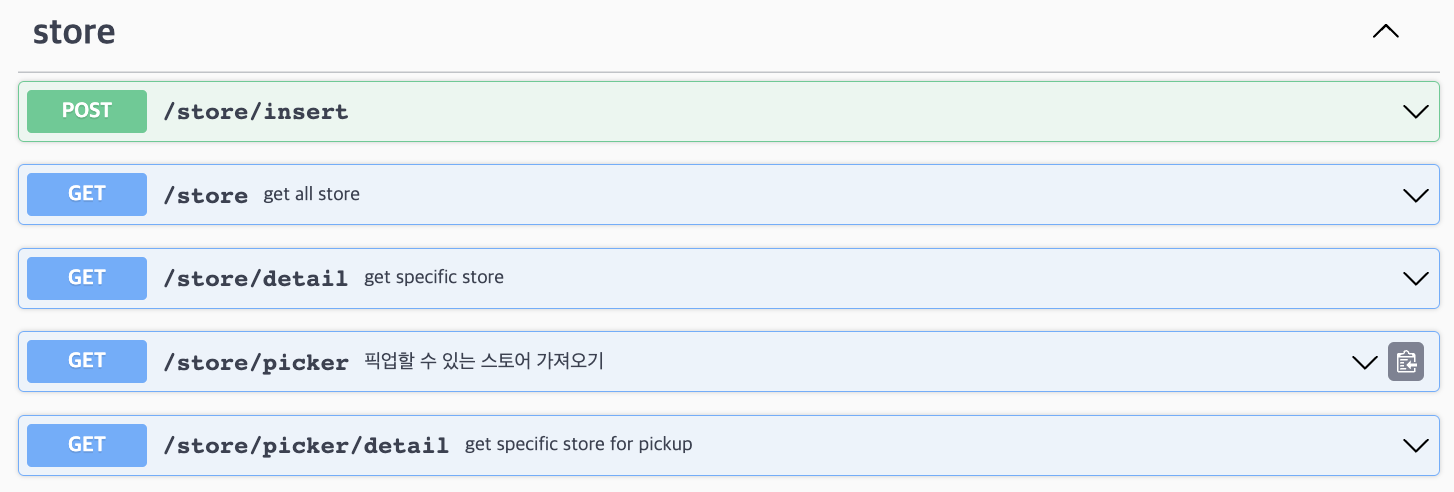 store
POST /store/insert
GET /store get all store
GET /store/detail get specific store
GET /store/picker 픽업할 수 있는 스토어 가져오기
GET /store/picker/detail get specific store for pickup